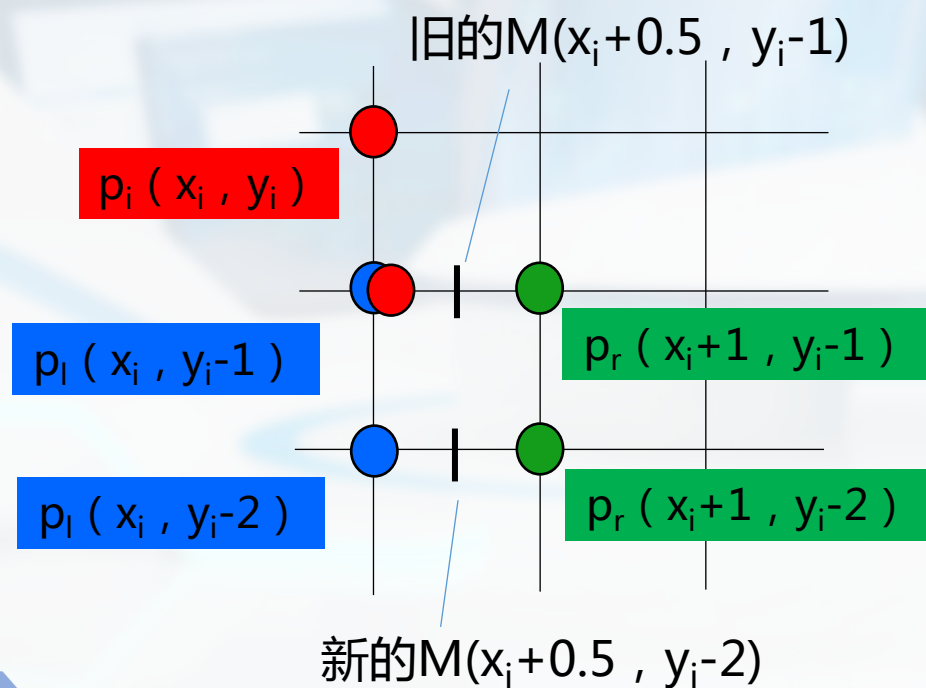 旧的M(xᵢ+0.5，yᵢ-1)
pᵢ（xᵢ，yᵢ）
pₗ（xᵢ，yᵢ-1）
pᵣ（xᵢ+1，yᵢ-1）
pₗ（xᵢ，yᵢ-2）
pᵣ（xᵢ+1，yᵢ-2）
新的M(xᵢ+0.5，yᵢ-2)